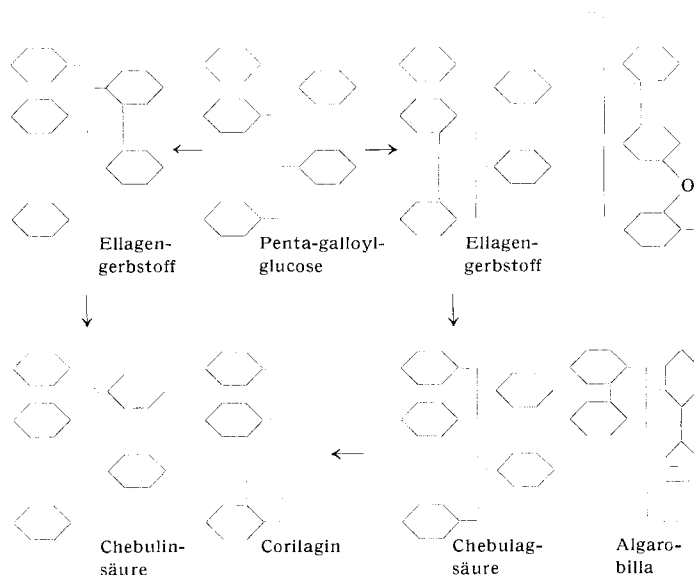 O
Ellagen-
gerbstoff
Penta-galloyl-
glucose
Ellagen-
gerbstoff
Chebulin-
säure
Corilagin
Chebulag-
säure
Algaro-
billa